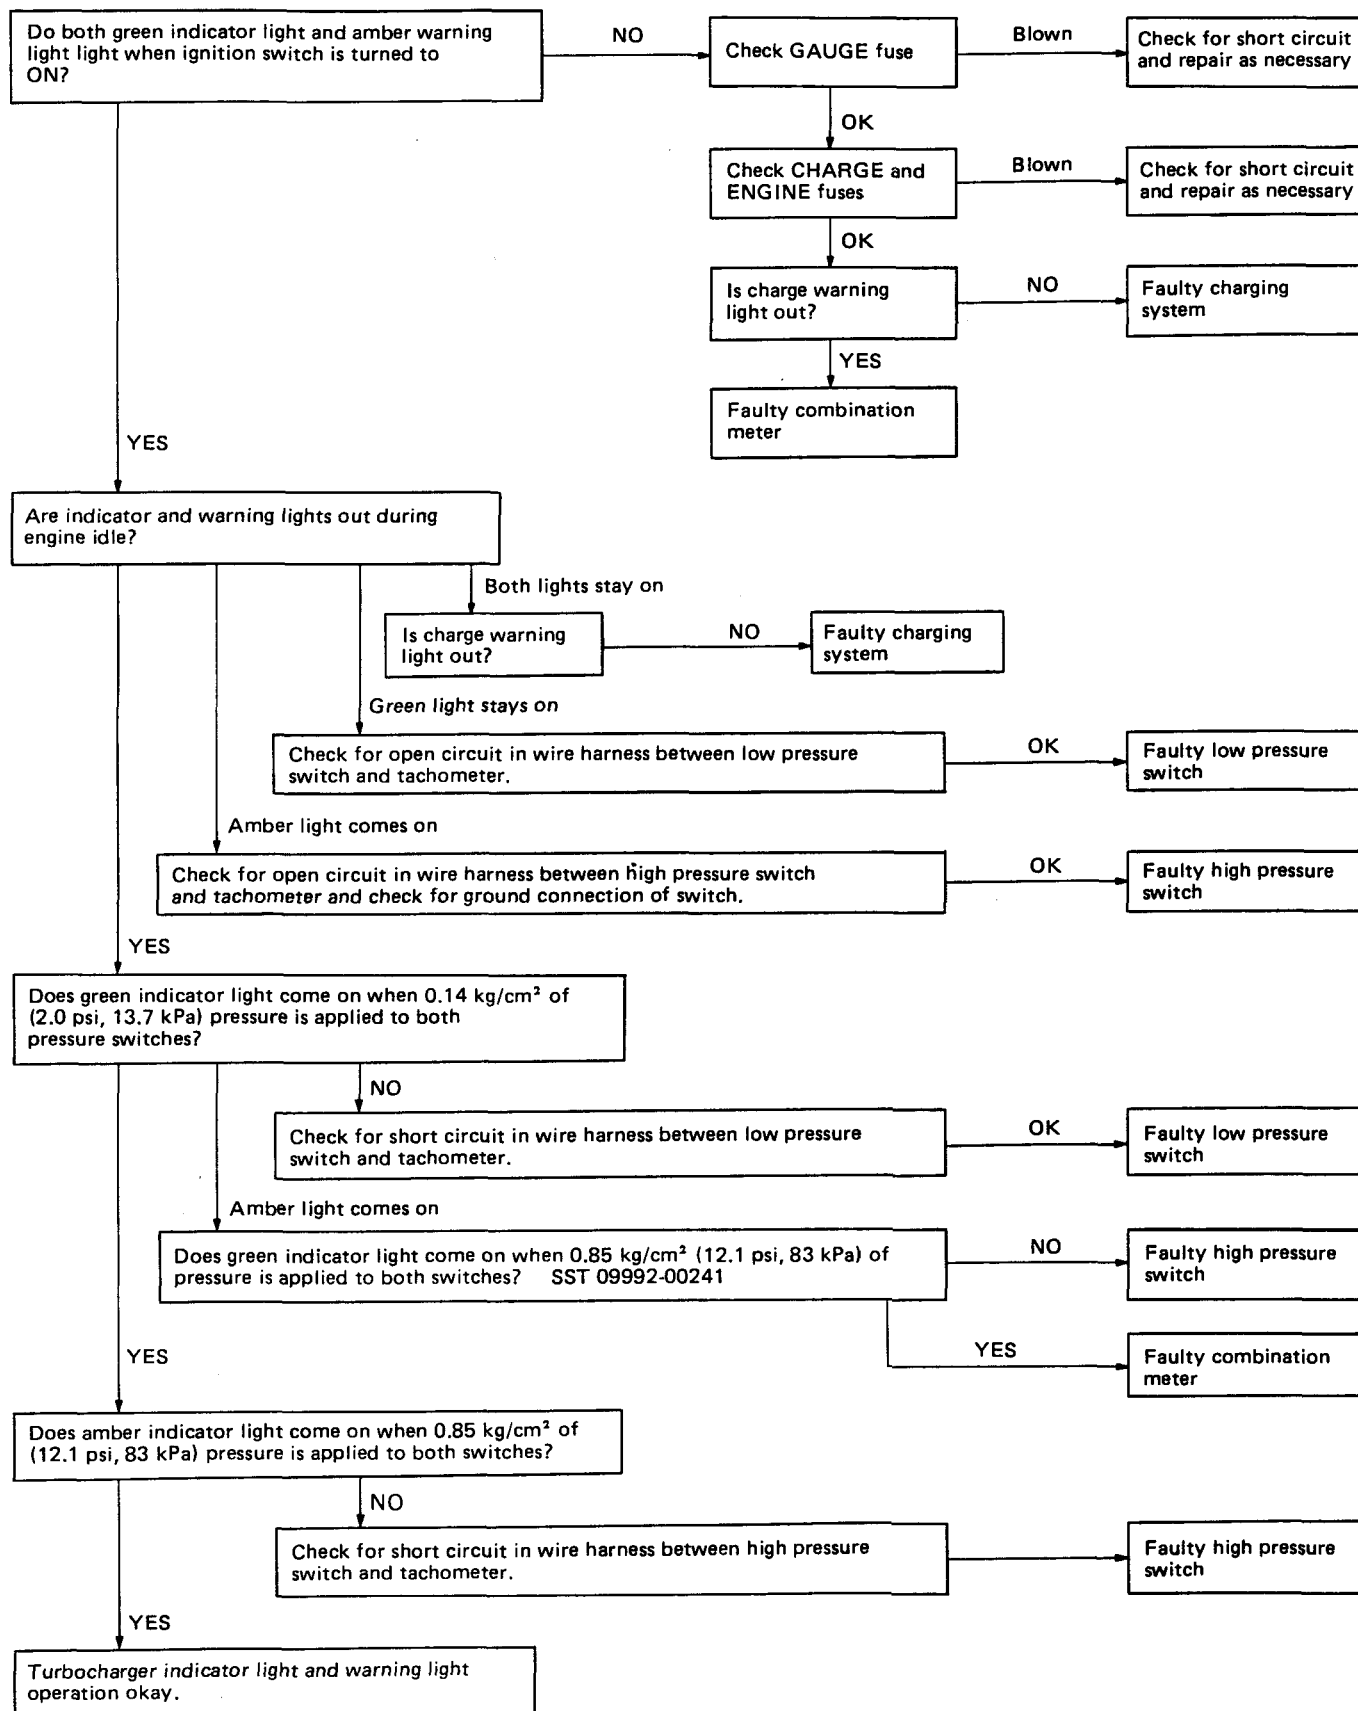 Do both green indicator light and amber warning
light light when ignition switch is turned to
ON?
NO
Check GAUGE fuse
Blown
Check for short circuit
and repair as necessary
OK
Check CHARGE and
ENGINE fuses
Blown
Check for short circuit
and repair as necessary
OK
Is charge warning
light out?
NO
Faulty charging
system
YES
Faulty combination
meter
YES
Are indicator and warning lights out during
engine idle?
Both lights stay on
Is charge warning
light out?
NO
Faulty charging
system
Green light stays on
Check for open circuit in wire harness between low pressure
switch and tachometer.
OK
Faulty low pressure
switch
Amber light comes on
Check for open circuit in wire harness between high pressure switch
and tachometer and check for ground connection of switch.
OK
Faulty high pressure
switch
YES
Does green indicator light come on when 0.14 kg/cm² of
(2.0 psi, 13.7 kPa) pressure is applied to both
pressure switches?
NO
Check for short circuit in wire harness between low pressure
switch and tachometer.
OK
Faulty low pressure
switch
Amber light comes on
Does green indicator light come on when 0.85 kg/cm² (12.1 psi, 83 kPa) of
pressure is applied to both switches? SST 09992-00241
NO
Faulty high pressure
switch
YES
Faulty combination
meter
YES
Does amber indicator light come on when 0.85 kg/cm² of
(12.1 psi, 83 kPa) pressure is applied to both switches?
NO
Check for short circuit in wire harness between high pressure
switch and tachometer.
Faulty high pressure
switch
YES
Turbocharger indicator light and warning light
operation okay.